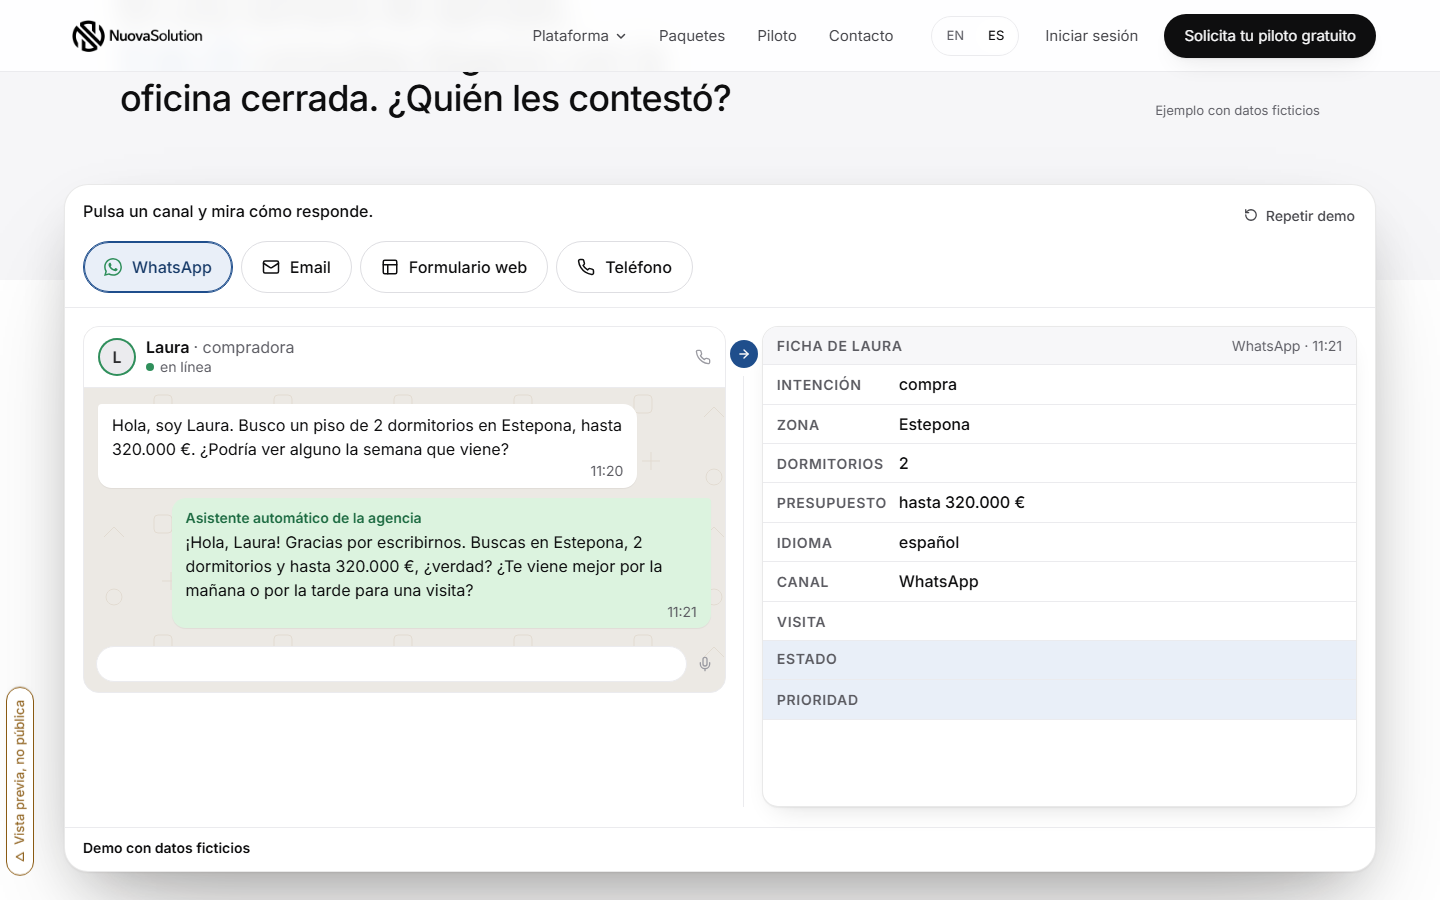 NuovaSolution
Plataforma
Paquetes
Piloto
Contacto
EN
ES
Iniciar sesión
Solicita tu piloto gratuito
oficina cerrada. ¿Quién les contestó?
Ejemplo con datos ficticios
Pulsa un canal y mira cómo responde.
Repetir demo
WhatsApp
Email
Formulario web
Teléfono
L
Laura · compradora
en línea
Hola, soy Laura. Busco un piso de 2 dormitorios en Estepona, hasta
320.000 €. ¿Podría ver alguno la semana que viene?
11:20
Asistente automático de la agencia
¡Hola, Laura! Gracias por escribirnos. Buscas en Estepona, 2
dormitorios y hasta 320.000 €, ¿verdad? ¿Te viene mejor por la
mañana o por la tarde para una visita?
11:21
FICHA DE LAURA
WhatsApp · 11:21
INTENCIÓN compra
ZONA Estepona
DORMITORIOS 2
PRESUPUESTO hasta 320.000 €
IDIOMA español
CANAL WhatsApp
VISITA
ESTADO
PRIORIDAD
Demo con datos ficticios
Vista previa, no pública